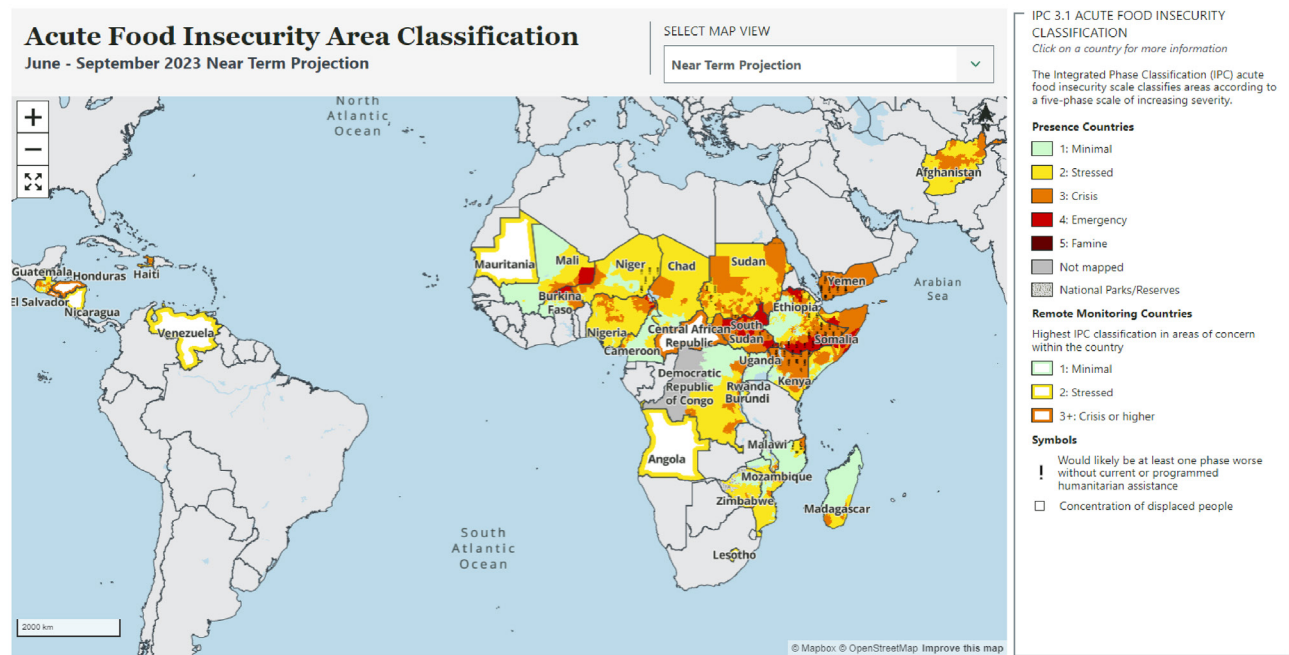 Acute Food Insecurity Area Classification
June - September 2023 Near Term Projection
SELECT MAP VIEW
Near Term Projection
+
−
North
Atlantic
Ocean
Afghanistan
Guatemala
Honduras
Haiti
El Salvador
Nicaragua
Venezuela
Mauritania
Mali
Niger
Chad
Sudan
Yemen
Arabian
Sea
Burkina
Faso
Ethiopia
Nigeria
Central African
Republic
South
Sudan
Somalia
Cameroon
Uganda
Democratic
Republic
of Congo
Rwanda
Burundi
Kenya
Malawi
Angola
Mozambique
Zimbabwe
Madagascar
Lesotho
South
Atlantic
Ocean
2000 km
© Mapbox © OpenStreetMap Improve this map
IPC 3.1 ACUTE FOOD INSECURITY
CLASSIFICATION
Click on a country for more information
The Integrated Phase Classification (IPC) acute
food insecurity scale classifies areas according to
a five-phase scale of increasing severity.
Presence Countries
1: Minimal
2: Stressed
3: Crisis
4: Emergency
5: Famine
Not mapped
National Parks/Reserves
Remote Monitoring Countries
Highest IPC classification in areas of concern
within the country
1: Minimal
2: Stressed
3+: Crisis or higher
Symbols
! Would likely be at least one phase worse
without current or programmed
humanitarian assistance
Concentration of displaced people